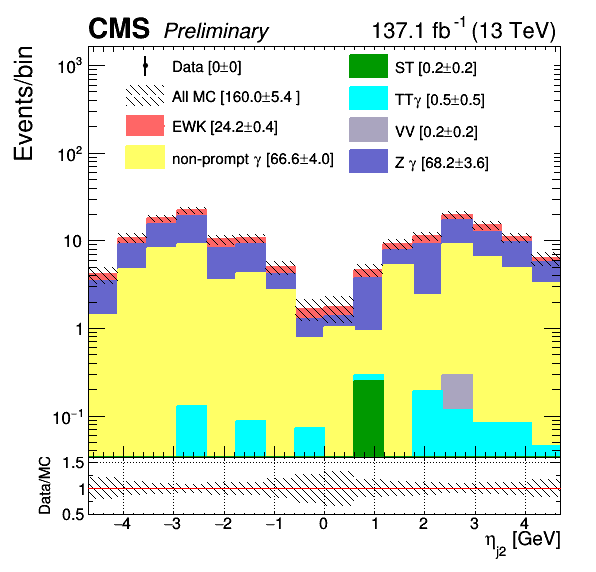 CMS Preliminary 137.1 fb⁻¹ (13 TeV)
Events/bin
10³
10²
10
1
10⁻¹
Data [0±0]
All MC [160.0±5.4 ]
EWK [24.2±0.4]
non-prompt γ [66.6±4.0]
ST [0.2±0.2]
TTγ [0.5±0.5]
VV [0.2±0.2]
Z γ [68.2±3.6]
Data/MC
1.5
1
0.5
−4 −3 −2 −1 0 1 2 3 4
η_j2 [GeV]